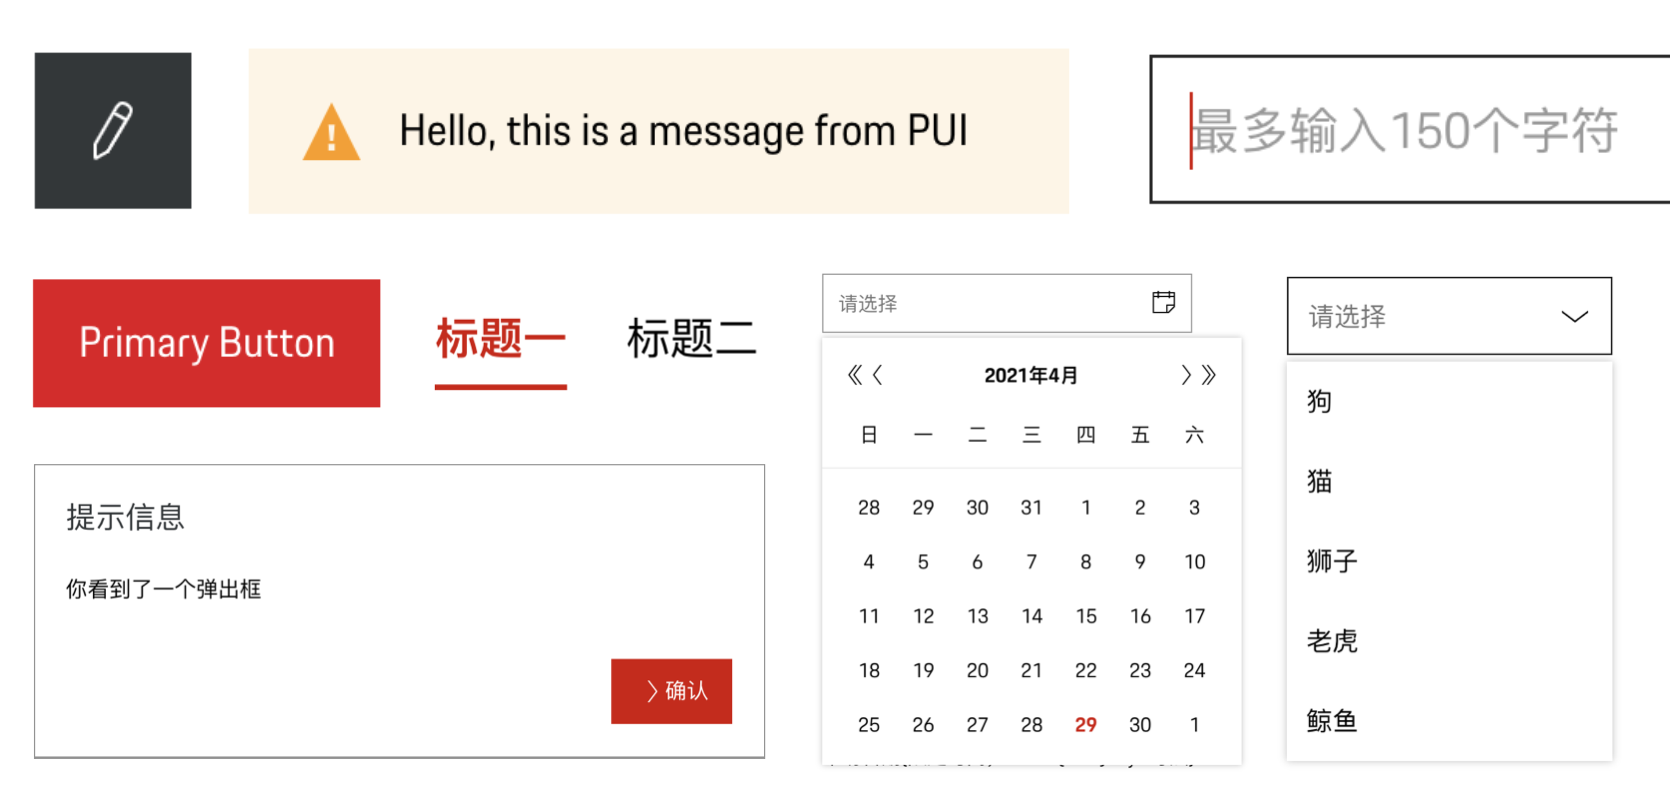 Hello, this is a message from PUI
最多输入150个字符
Primary Button
标题一
标题二
请选择
2021年4月
日 一 二 三 四 五 六
28 29 30 31 1 2 3
4 5 6 7 8 9 10
11 12 13 14 15 16 17
18 19 20 21 22 23 24
25 26 27 28 29 30 1
请选择
狗
猫
狮子
老虎
鲸鱼
提示信息
你看到了一个弹出框
确认